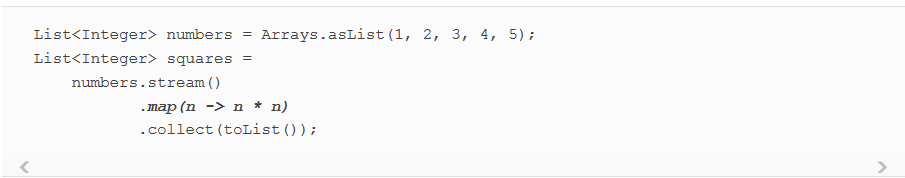 List<Integer> numbers = Arrays.asList(1, 2, 3, 4, 5);
List<Integer> squares =
numbers.stream()
.map(n -> n * n)
.collect(toList());